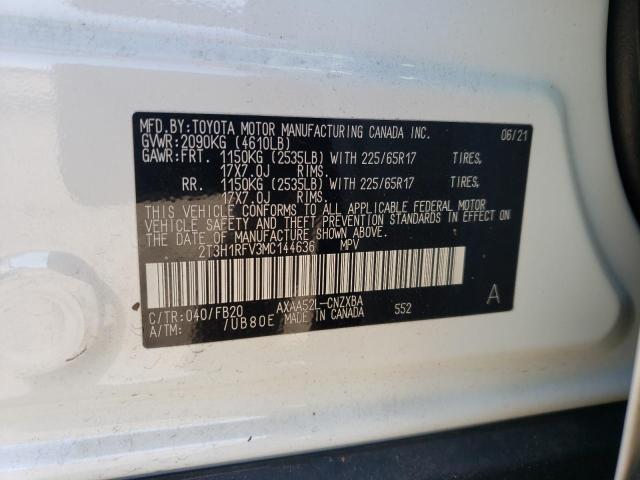 MFD.BY:TOYOTA MOTOR MANUFACTURING CANADA INC. 06/21
GVWR:2090KG (4610LB)
GAWR:FRT. 1150KG (2535LB) WITH 225/65R17 TIRES,
17X7.0J RIMS.
RR. 1150KG (2535LB) WITH 225/65R17 TIRES,
17X7.0J RIMS.
THIS VEHICLE CONFORMS TO ALL APPLICABLE FEDERAL MOTOR
VEHICLE SAFETY AND THEFT PREVENTION STANDARDS IN EFFECT ON
THE DATE OF MANUFACTURE SHOWN ABOVE.
2T3H1RFV3MC144636 MPV
C/TR:040/FB20 AXAA52L-CNZXBA A
A/TM: /UB80E MADE IN CANADA S52